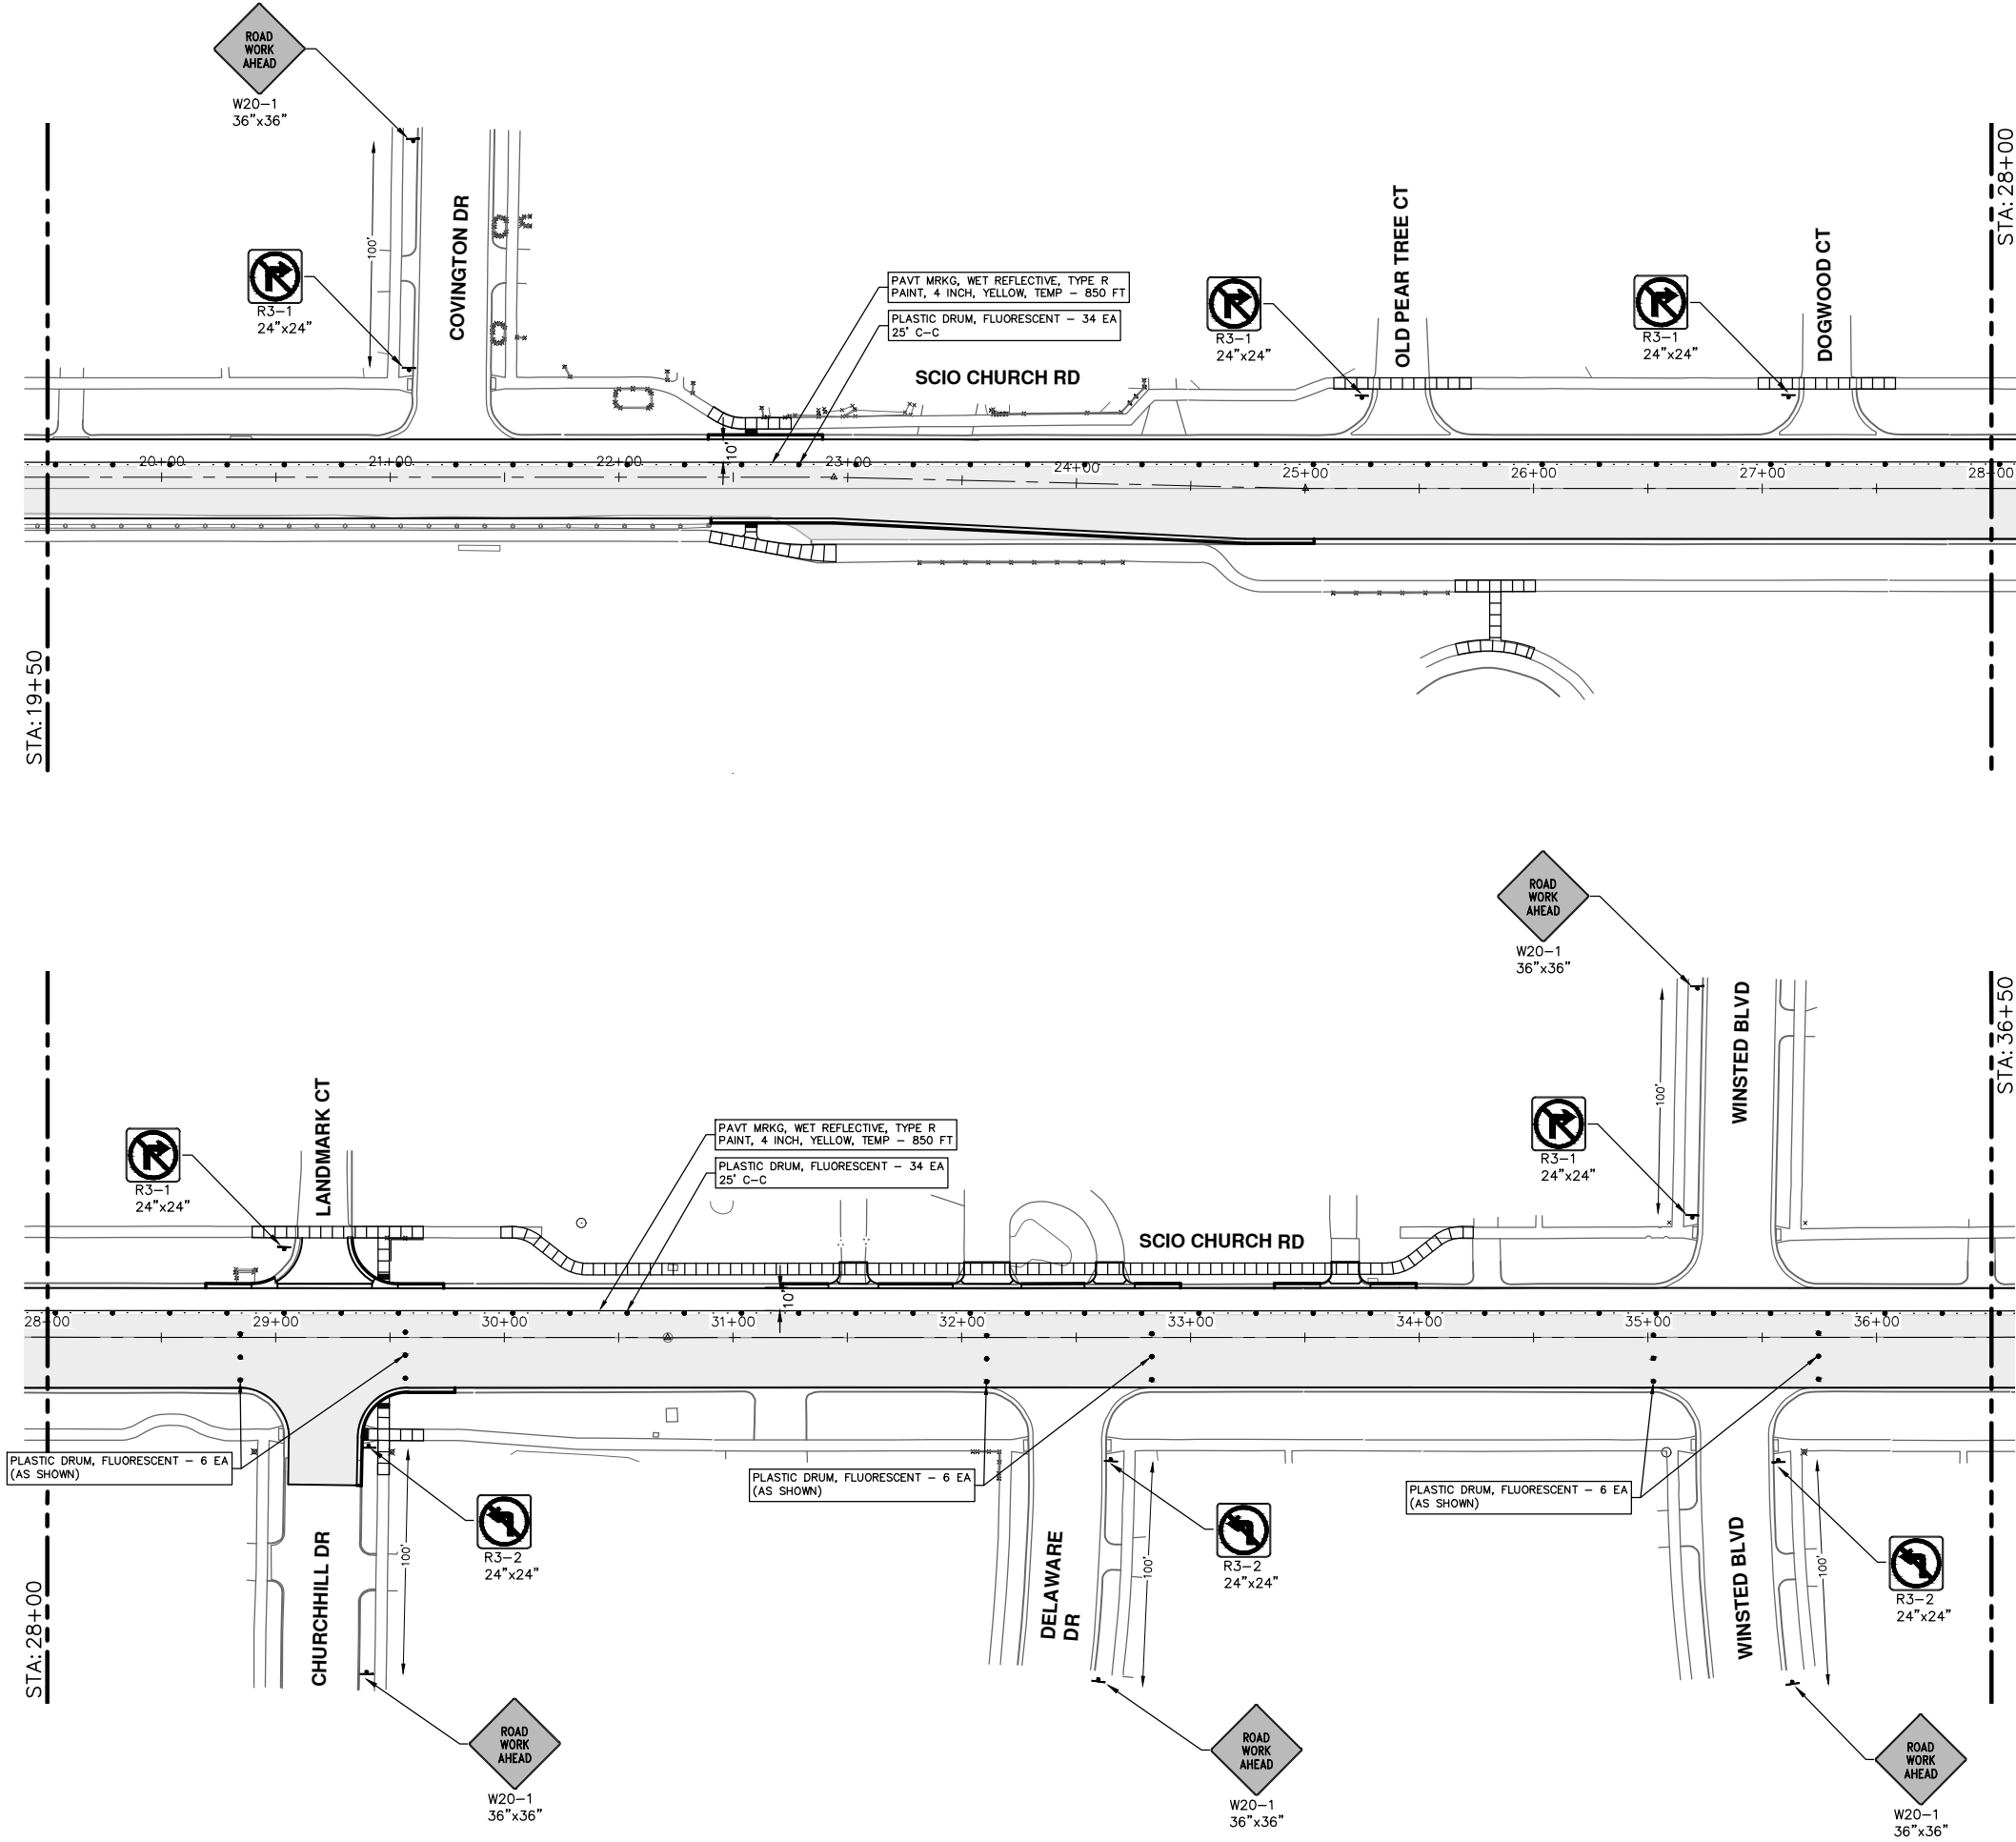 ROAD
WORK
AHEAD
W20-1
36"x36"
STA: 19+50
STA: 28+00
100'
COVINGTON DR
R3-1
24"x24"
PAVT MRKG, WET REFLECTIVE, TYPE R
PAINT, 4 INCH, YELLOW, TEMP - 850 FT
PLASTIC DRUM, FLUORESCENT - 34 EA
25' C-C
R3-1
24"x24"
OLD PEAR TREE CT
R3-1
24"x24"
DOGWOOD CT
SCIO CHURCH RD
10'
20+00
21+00
22+00
23+00
24+00
25+00
26+00
27+00
28+00
ROAD
WORK
AHEAD
W20-1
36"x36"
STA: 28+00
STA: 36+50
100'
WINSTED BLVD
LANDMARK CT
R3-1
24"x24"
PAVT MRKG, WET REFLECTIVE, TYPE R
PAINT, 4 INCH, YELLOW, TEMP - 850 FT
PLASTIC DRUM, FLUORESCENT - 34 EA
25' C-C
R3-1
24"x24"
SCIO CHURCH RD
10'
28+00
29+00
30+00
31+00
32+00
33+00
34+00
35+00
36+00
PLASTIC DRUM, FLUORESCENT - 6 EA
(AS SHOWN)
PLASTIC DRUM, FLUORESCENT - 6 EA
(AS SHOWN)
PLASTIC DRUM, FLUORESCENT - 6 EA
(AS SHOWN)
CHURCHHILL DR
100'
R3-2
24"x24"
DELAWARE
DR
100'
R3-2
24"x24"
WINSTED BLVD
100'
R3-2
24"x24"
ROAD
WORK
AHEAD
W20-1
36"x36"
ROAD
WORK
AHEAD
W20-1
36"x36"
ROAD
WORK
AHEAD
W20-1
36"x36"